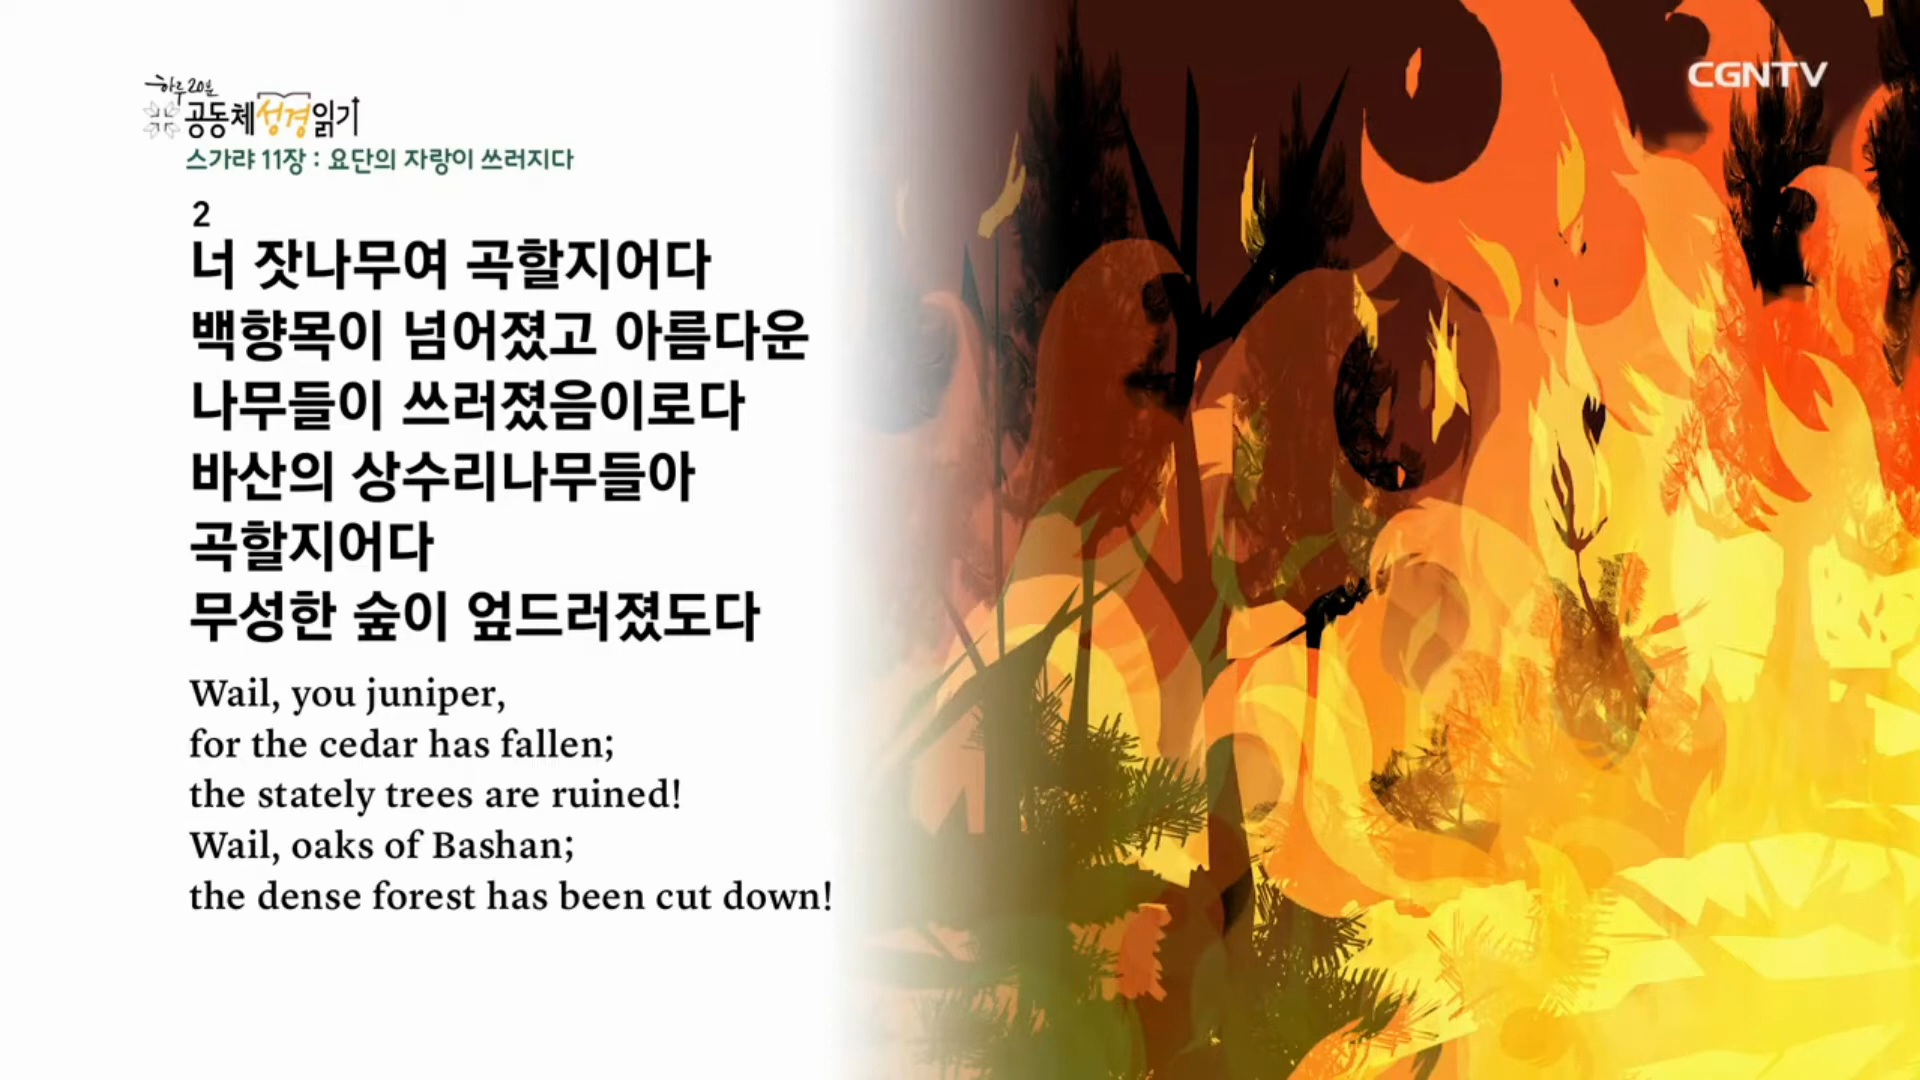 하루 20분
공동체성경읽기
CGNTV
스가랴 11장 : 요단의 자랑이 쓰러지다
2
너 잣나무여 곡할지어다
백향목이 넘어졌고 아름다운
나무들이 쓰러졌음이로다
바산의 상수리나무들아
곡할지어다
무성한 숲이 엎드러졌도다
Wail, you juniper,
for the cedar has fallen;
the stately trees are ruined!
Wail, oaks of Bashan;
the dense forest has been cut down!